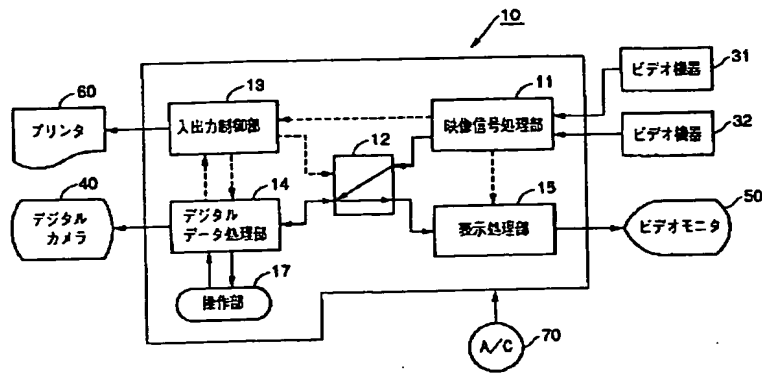 10
60
13
11
31
プリンタ
入出力制御部
映像信号処理部
ビデオ機器
12
32
ビデオ機器
40
14
15
50
デジタル
カメラ
デジタル
データ処理部
表示処理部
ビデオモニタ
17
操作部
A/C
70